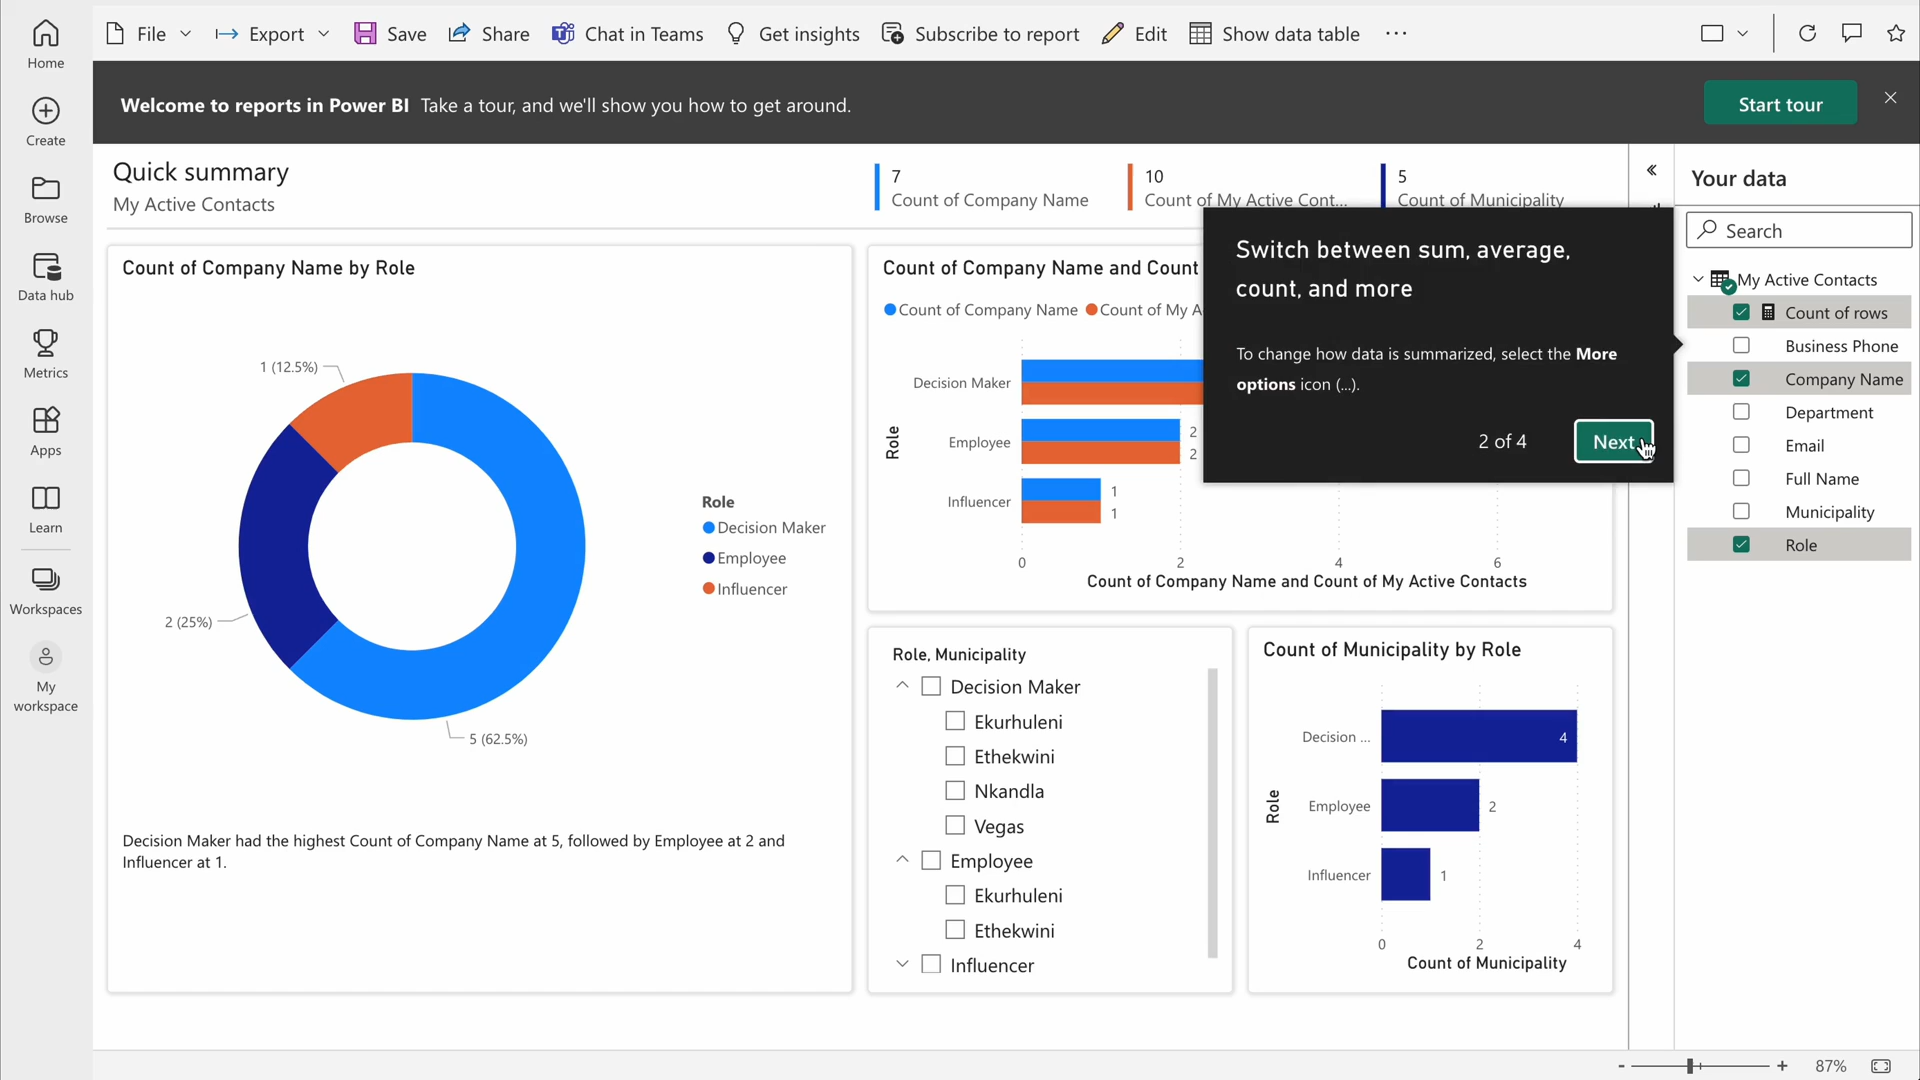 Home
Create
Browse
Data hub
Metrics
Apps
Learn
Workspaces
My
workspace
File
Export
Save
Share
Chat in Teams
Get insights
Subscribe to report
Edit
Show data table
Welcome to reports in Power BI Take a tour, and we'll show you how to get around.
Start tour
Quick summary
My Active Contacts
7
Count of Company Name
10
Count of My Active Cont...
5
Count of Municipality
Count of Company Name by Role
1 (12.5%)
2 (25%)
5 (62.5%)
Role
Decision Maker
Employee
Influencer
Decision Maker had the highest Count of Company Name at 5, followed by Employee at 2 and
Influencer at 1.
Count of Company Name and Count
Count of Company Name Count of My A
Role
Decision Maker
Employee
2
2
Influencer
1
1
0 2 4 6
Count of Company Name and Count of My Active Contacts
Switch between sum, average,
count, and more
To change how data is summarized, select the More
options icon (...).
2 of 4
Next
Role, Municipality
Decision Maker
Ekurhuleni
Ethekwini
Nkandla
Vegas
Employee
Ekurhuleni
Ethekwini
Influencer
Count of Municipality by Role
Role
Decision ...
4
Employee
2
Influencer
1
0 2 4
Count of Municipality
Your data
Search
My Active Contacts
Count of rows
Business Phone
Company Name
Department
Email
Full Name
Municipality
Role
- + 87%